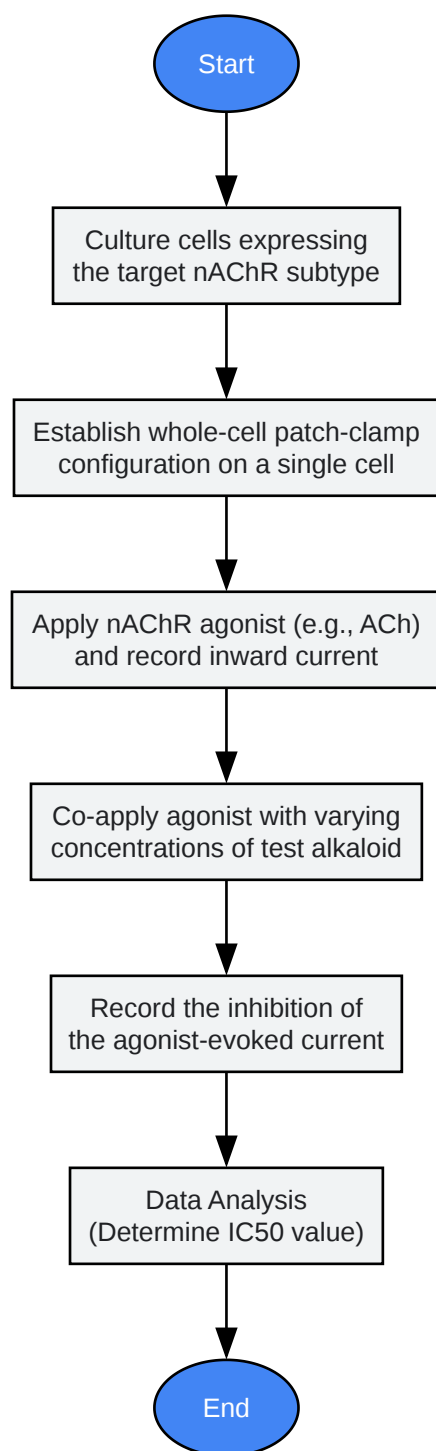 Start
Culture cells expressing
the target nAChR subtype
Establish whole-cell patch-clamp
configuration on a single cell
Apply nAChR agonist (e.g., ACh)
and record inward current
Co-apply agonist with varying
concentrations of test alkaloid
Record the inhibition of
the agonist-evoked current
Data Analysis
(Determine IC50 value)
End